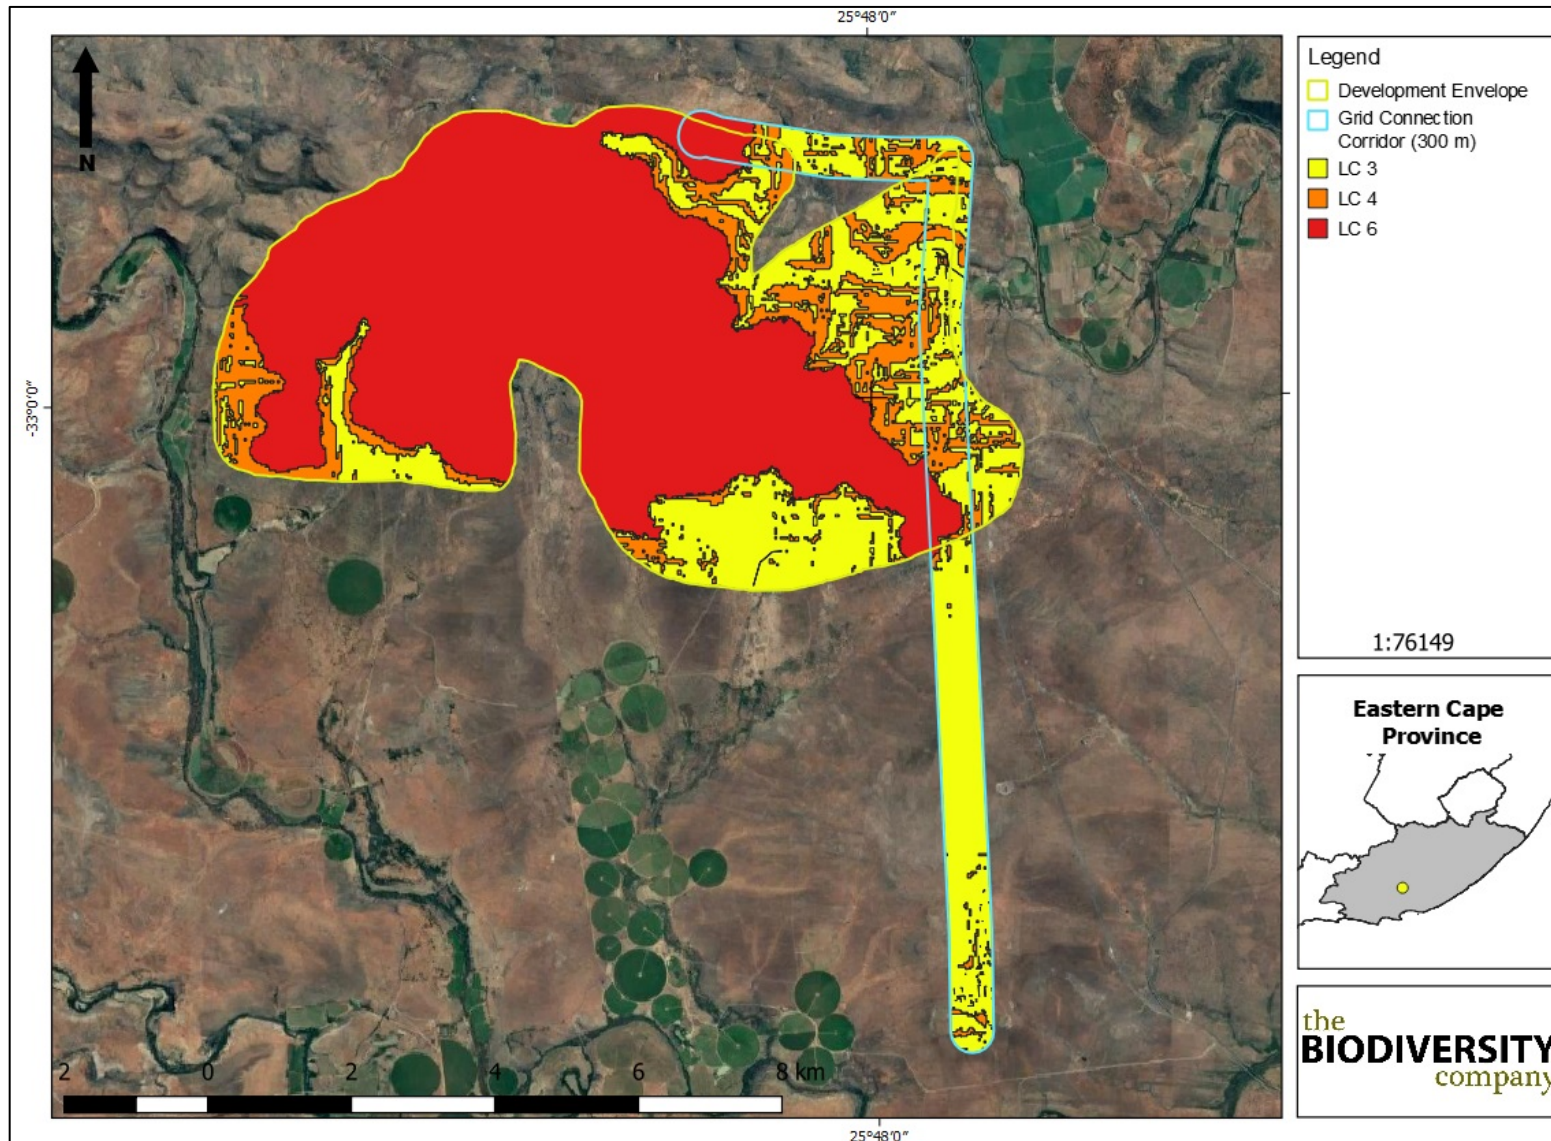 25°48'0"
Legend
Development Envelope
Grid Connection
Corridor (300 m)
LC 3
LC 4
LC 6
N
-33°0'0"
1:76149
Eastern Cape
Province
2 0 2 4 6 8 km
25°48'0"
the
BIODIVERSITY
company